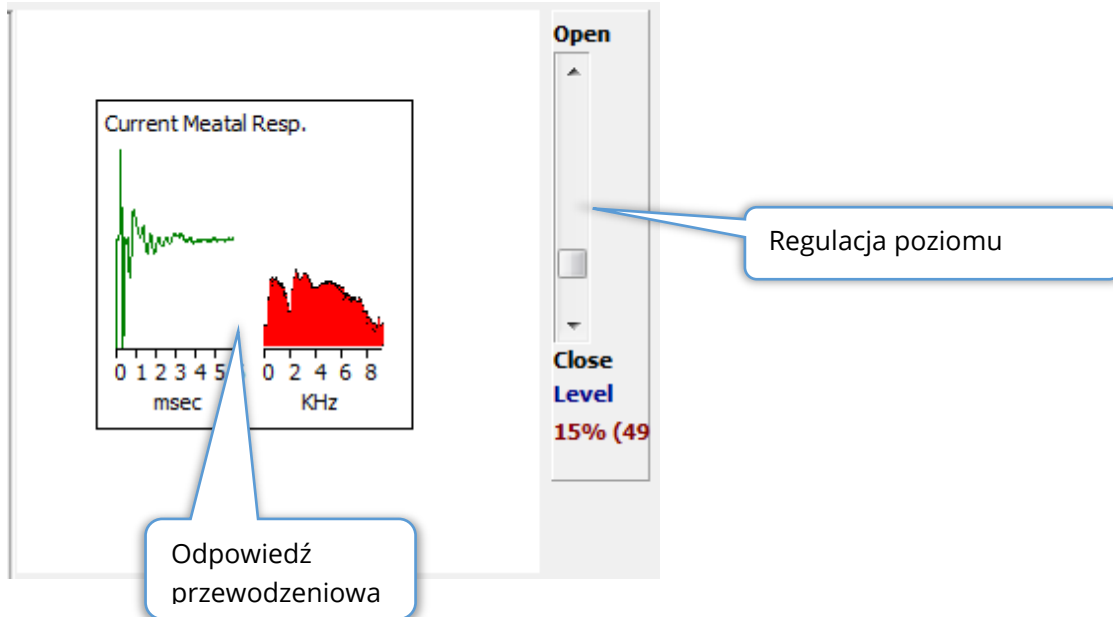 Open
Current Meatal Resp.
Regulacja poziomu
0 1 2 3 4 5
0 2 4 6 8
msec
KHz
Close
Level
15% (49
Odpowiedź
przewodzeniowa